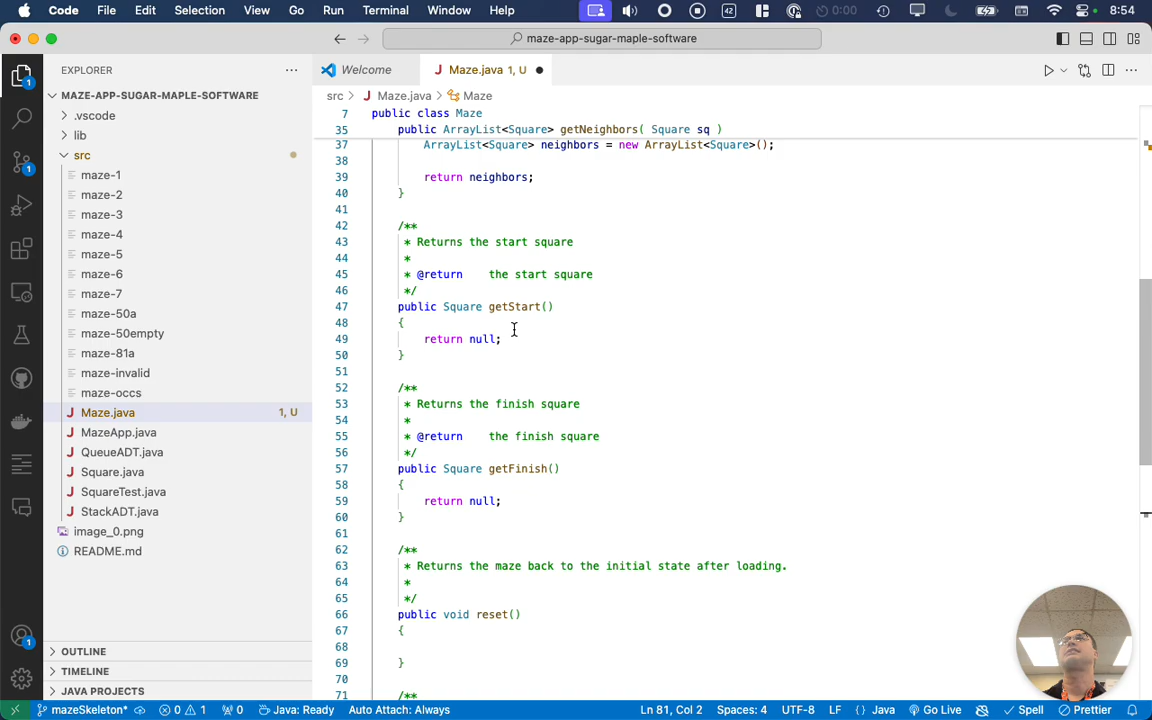 Code File Edit Selection View Go Run Terminal Window Help 42 0:00 8:54
maze-app-sugar-maple-software
EXPLORER
Welcome
Maze.java 1, U
MAZE-APP-SUGAR-MAPLE-SOFTWARE
src > Maze.java > Maze
.vscode
lib
src
maze-1
maze-2
maze-3
maze-4
maze-5
maze-6
maze-7
maze-50a
maze-50empty
maze-81a
maze-invalid
maze-occs
Maze.java 1, U
MazeApp.java
QueueADT.java
Square.java
SquareTest.java
StackADT.java
image_0.png
README.md
OUTLINE
TIMELINE
JAVA PROJECTS
7 public class Maze
35 public ArrayList<Square> getNeighbors( Square sq )
37 ArrayList<Square> neighbors = new ArrayList<Square>();
38
39 return neighbors;
40 }
41
42 /**
43 * Returns the start square
44 *
45 * @return the start square
46 */
47 public Square getStart()
48 {
49 return null;
50 }
51
52 /**
53 * Returns the finish square
54 *
55 * @return the finish square
56 */
57 public Square getFinish()
58 {
59 return null;
60 }
61
62 /**
63 * Returns the maze back to the initial state after loading.
64 *
65 */
66 public void reset()
67 {
68
69 }
70
71 /**
mazeSkeleton* 0 1 0 Java: Ready Auto Attach: Always Ln 81, Col 2 Spaces: 4 UTF-8 LF {} Java Go Live Spell Prettier